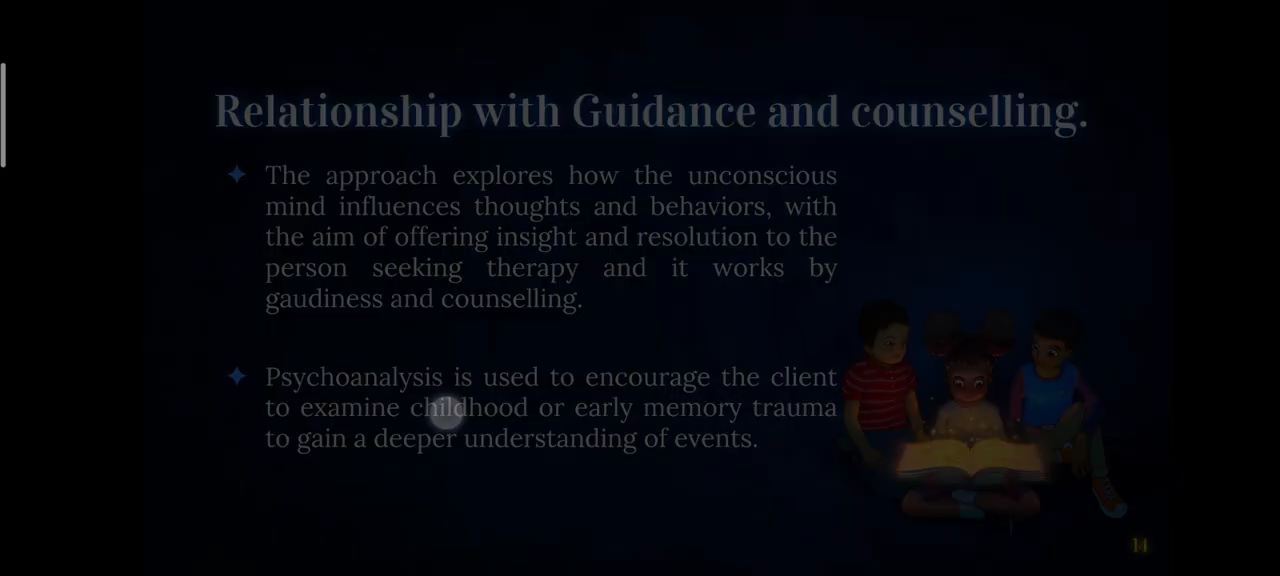 Relationship with Guidance and counselling.
The approach explores how the unconscious
mind influences thoughts and behaviors, with
the aim of offering insight and resolution to the
person seeking therapy and it works by
gaudiness and counselling.
Psychoanalysis is used to encourage the client
to examine childhood or early memory trauma
to gain a deeper understanding of events.
14